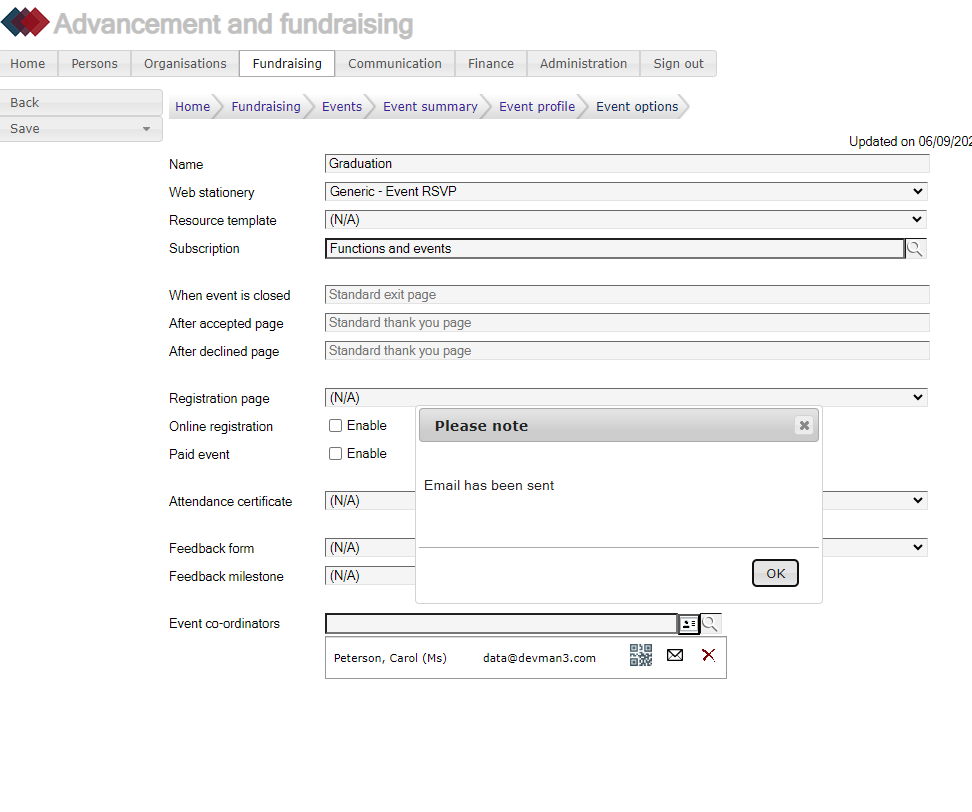 Advancement and fundraising
Home Persons Organisations Fundraising Communication Finance Administration Sign out
Back
Save
Home Fundraising Events Event summary Event profile Event options
Updated on 06/09/202
Name Graduation
Web stationery Generic - Event RSVP
Resource template (N/A)
Subscription Functions and events
When event is closed Standard exit page
After accepted page Standard thank you page
After declined page Standard thank you page
Registration page (N/A)
Online registration Enable
Paid event Enable
Please note
Email has been sent
OK
Attendance certificate (N/A)
Feedback form (N/A)
Feedback milestone (N/A)
Event co-ordinators
Peterson, Carol (Ms) data@devman3.com